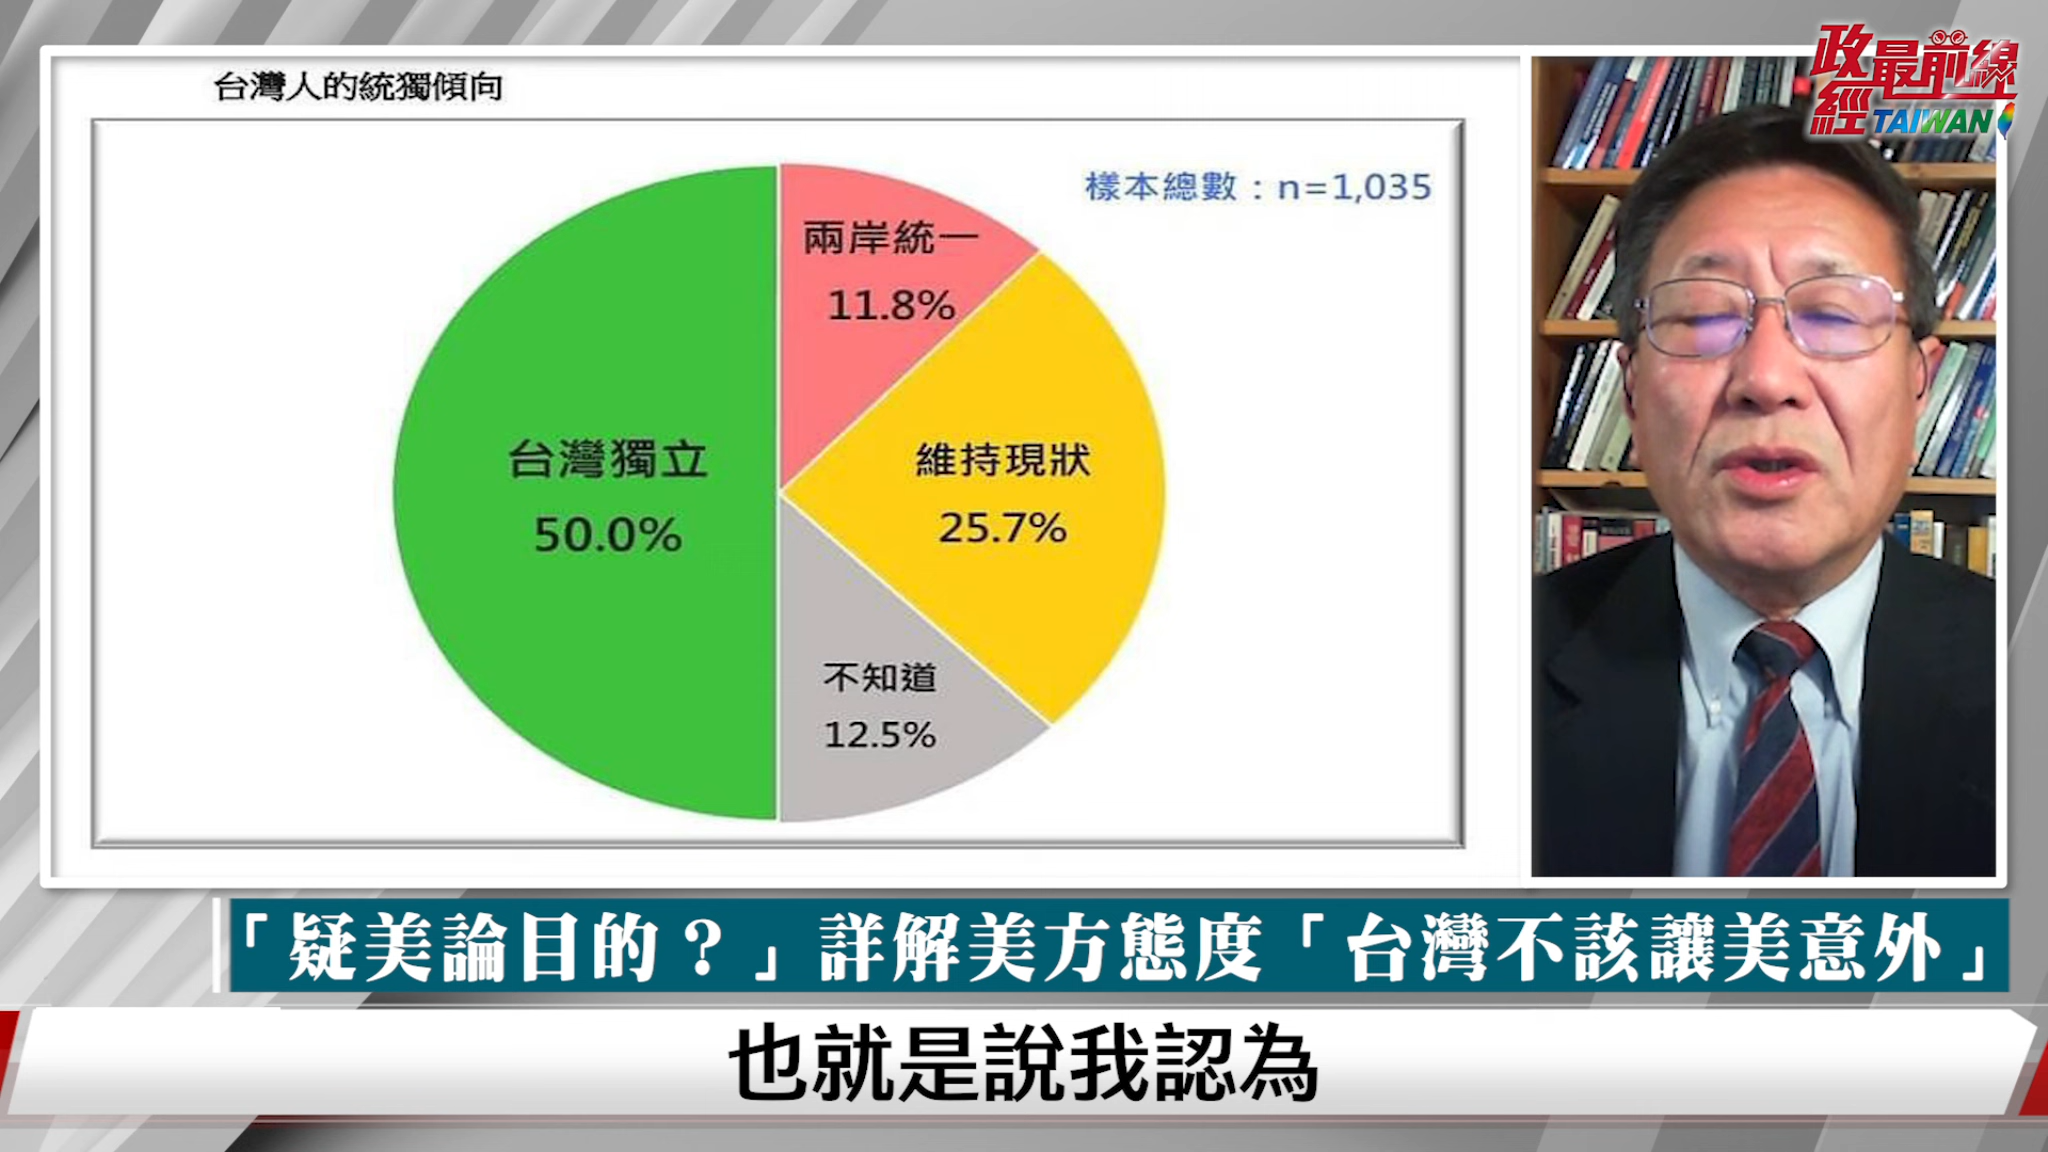 台灣人的統獨傾向
樣本總數：n=1,035
兩岸統一
11.8%
台灣獨立
50.0%
維持現狀
25.7%
不知道
12.5%
政經最前線
TAIWAN
「疑美論目的？」詳解美方態度「台灣不該讓美意外」
也就是說我認為